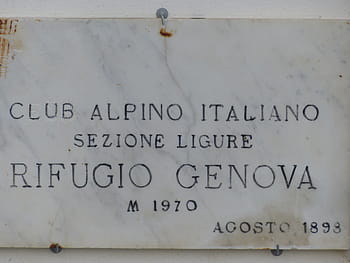 CLUB ALPINO ITALIANO
SEZIONE LIGURE
RIFUGIO GENOVA
M 1970
AGOSTO 1898